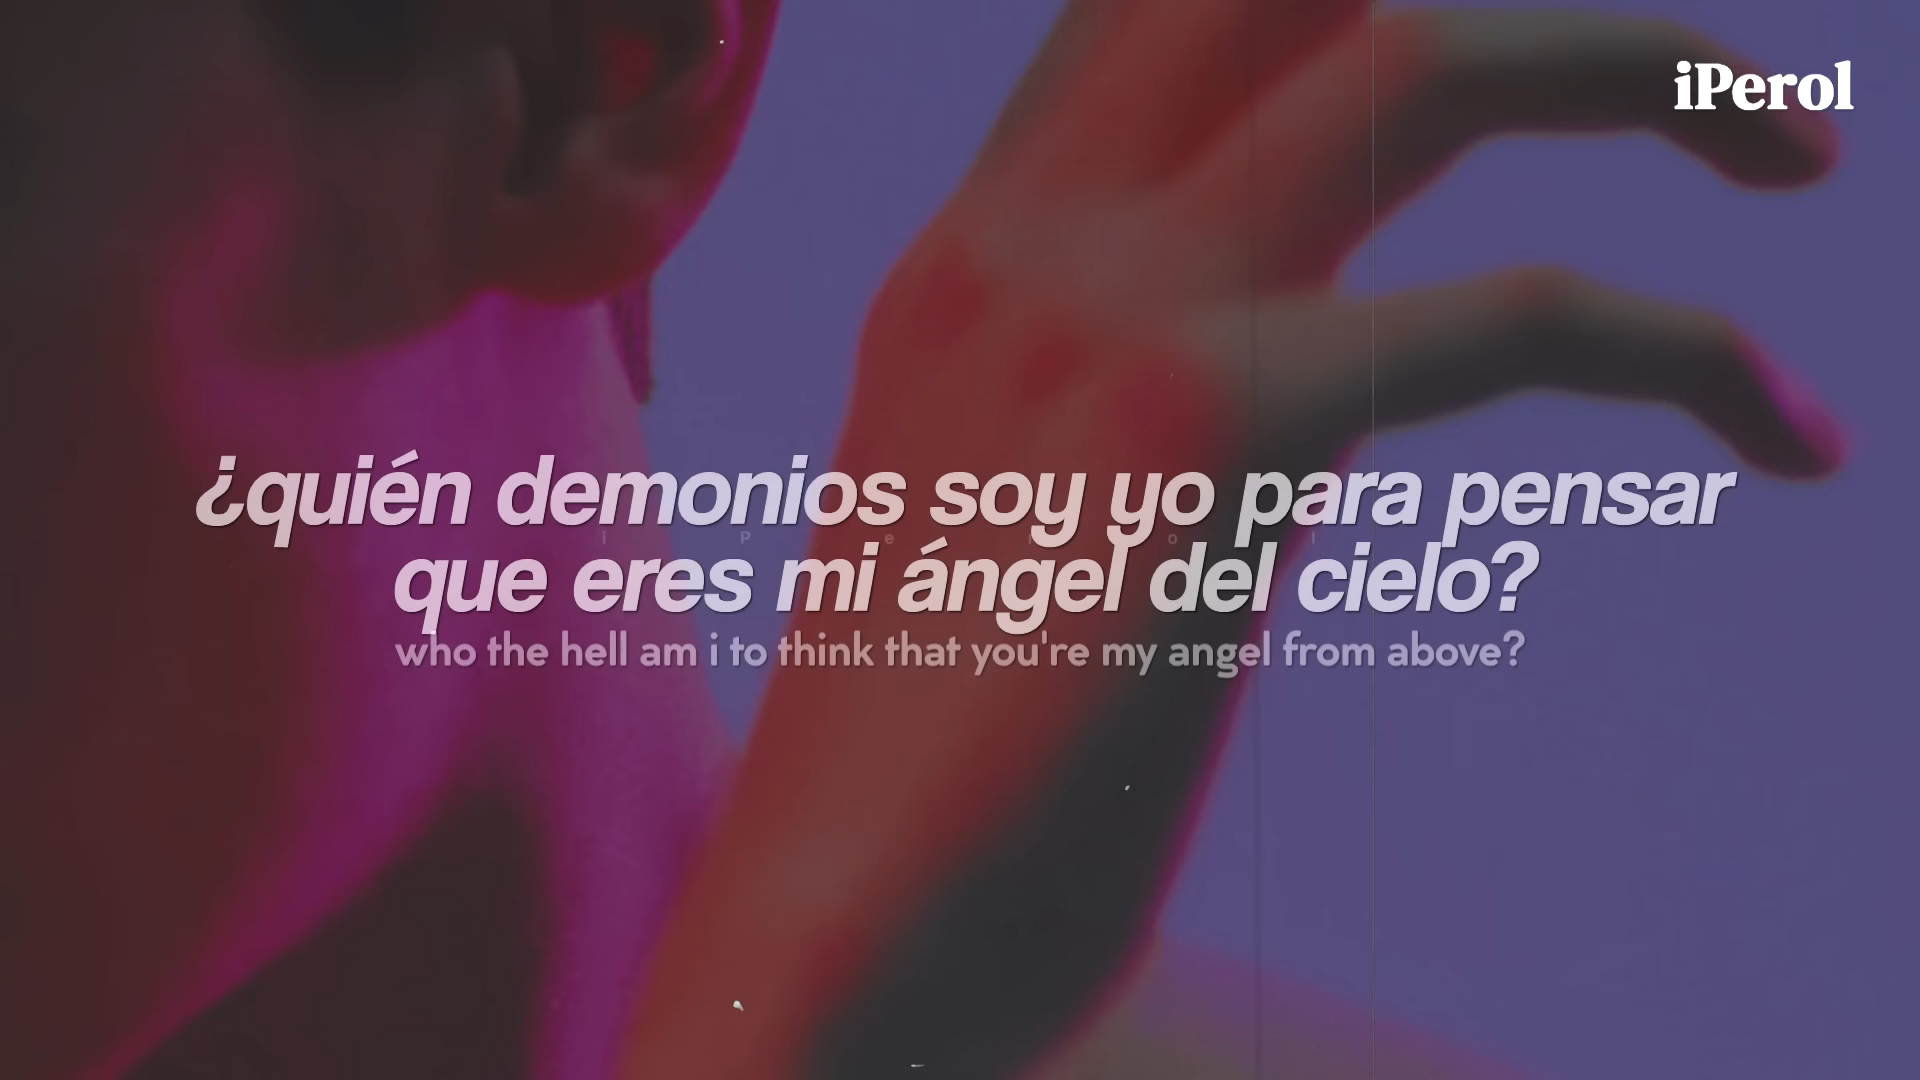 iPerol
¿quién demonios soy yo para pensar
i P e r o l
que eres mi ángel del cielo?
who the hell am i to think that you're my angel from above?